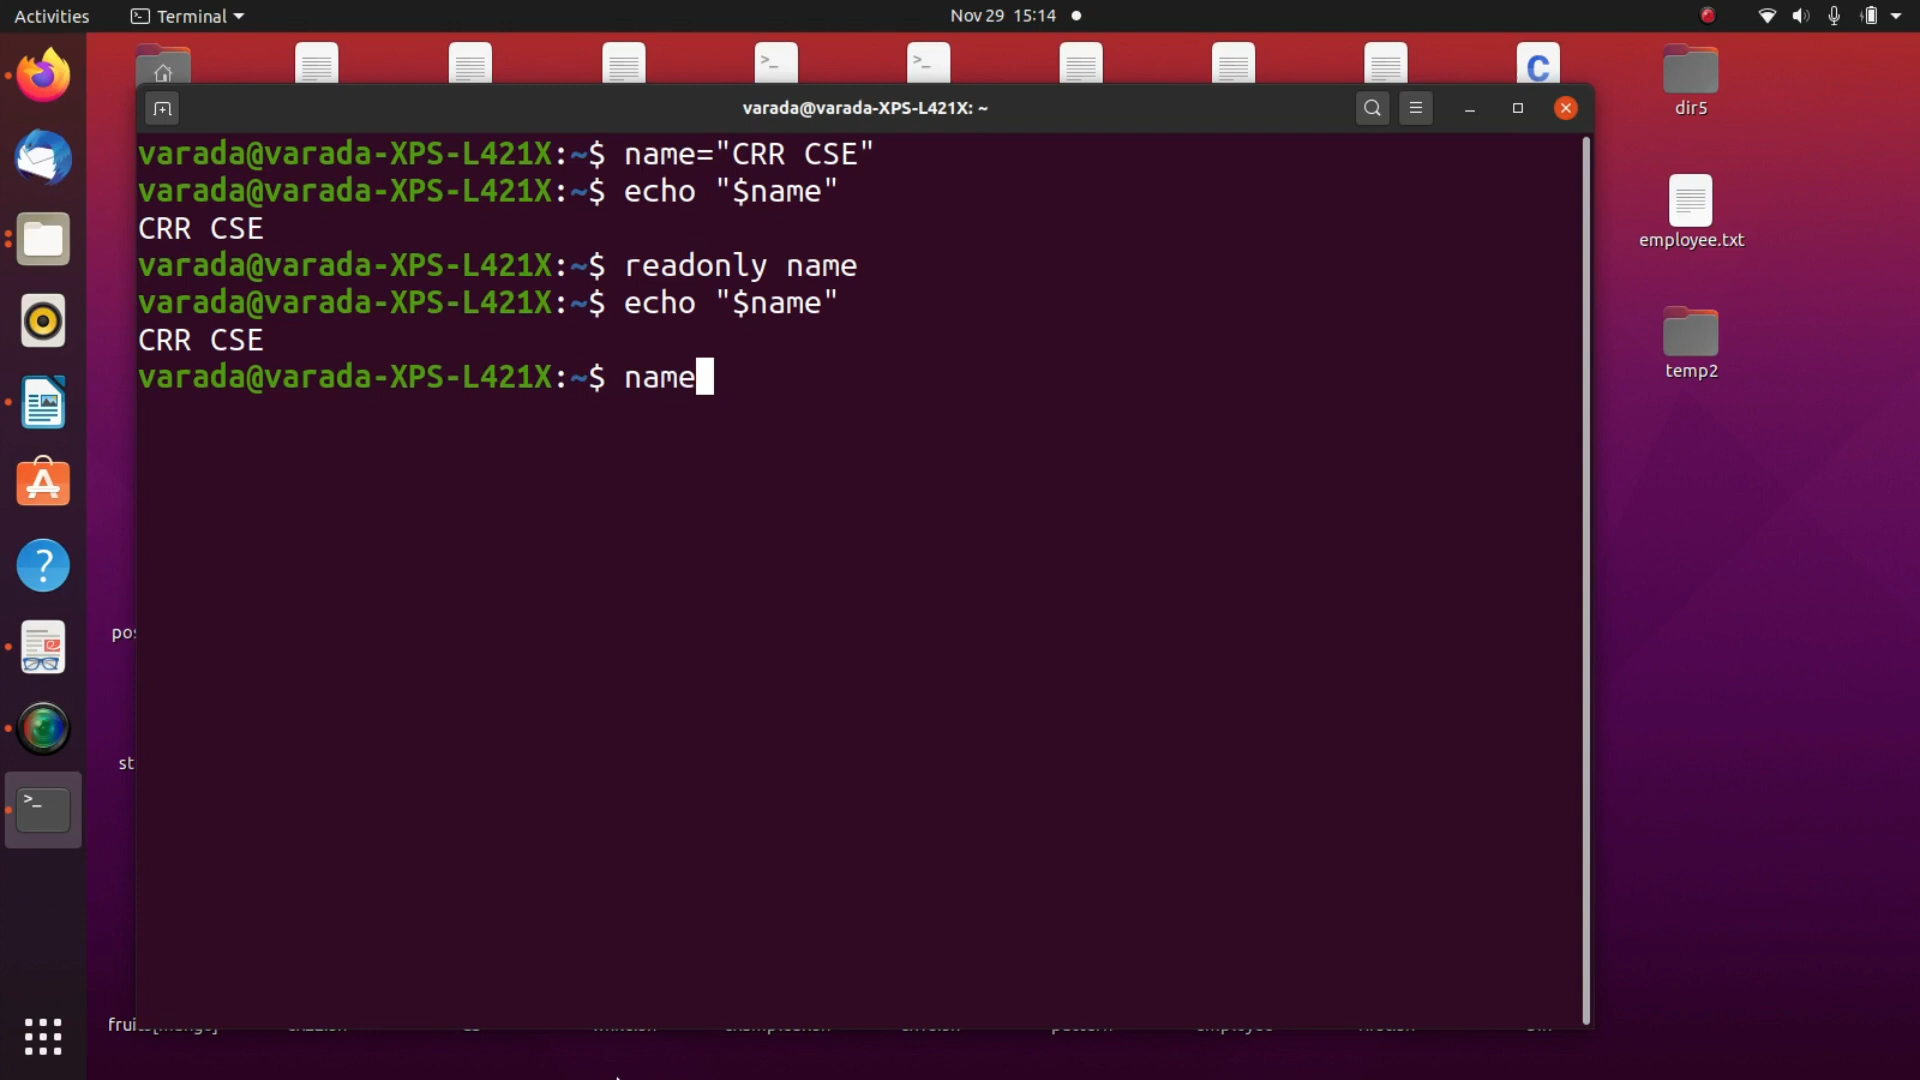 Activities
Terminal
Nov 29 15:14
varada@varada-XPS-L421X: ~
varada@varada-XPS-L421X:~$ name="CRR CSE"
varada@varada-XPS-L421X:~$ echo "$name"
CRR CSE
varada@varada-XPS-L421X:~$ readonly name
varada@varada-XPS-L421X:~$ echo "$name"
CRR CSE
varada@varada-XPS-L421X:~$ name
dir5
employee.txt
temp2